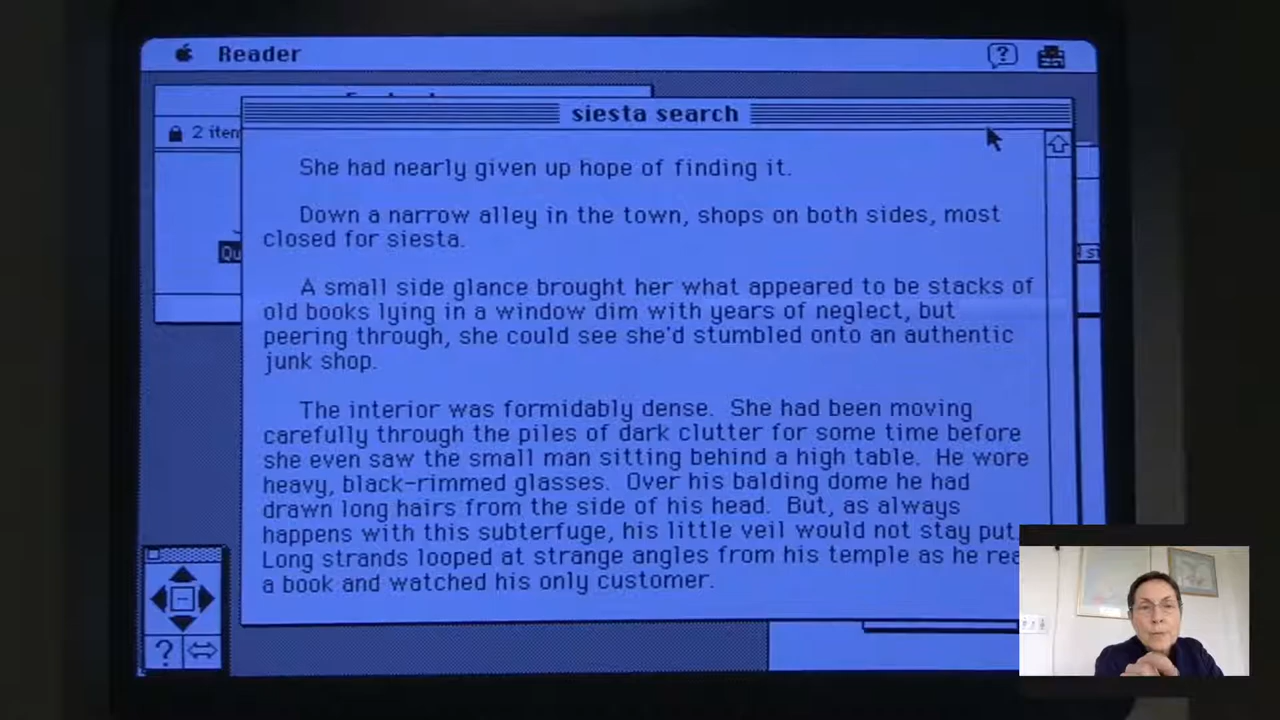 Reader
siesta search
2 item
She had nearly given up hope of finding it.
Down a narrow alley in the town, shops on both sides, most
closed for siesta.
A small side glance brought her what appeared to be stacks of
old books lying in a window dim with years of neglect, but
peering through, she could see she'd stumbled onto an authentic
junk shop.
The interior was formidably dense. She had been moving
carefully through the piles of dark clutter for some time before
she even saw the small man sitting behind a high table. He wore
heavy, black-rimmed glasses. Over his balding dome he had
drawn long hairs from the side of his head. But, as always
happens with this subterfuge, his little veil would not stay put.
Long strands looped at strange angles from his temple as he rea
a book and watched his only customer.
Qu
st
?